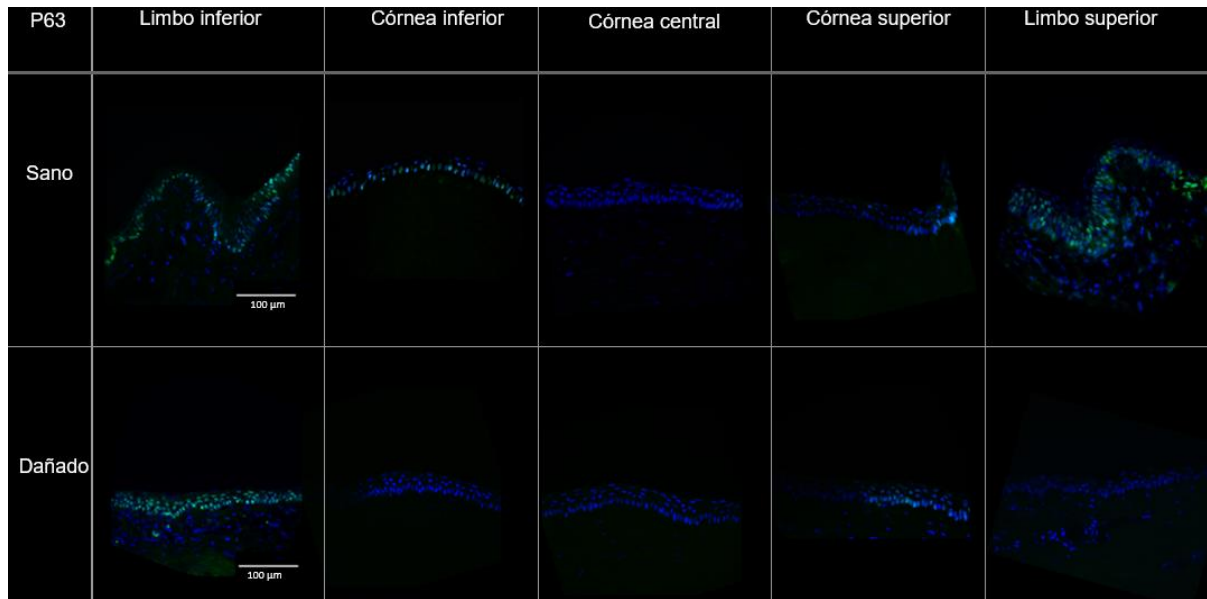 P63
Limbo inferior
Córnea inferior
Córnea central
Córnea superior
Limbo superior
Sano
100 µm
Dañado
100 µm